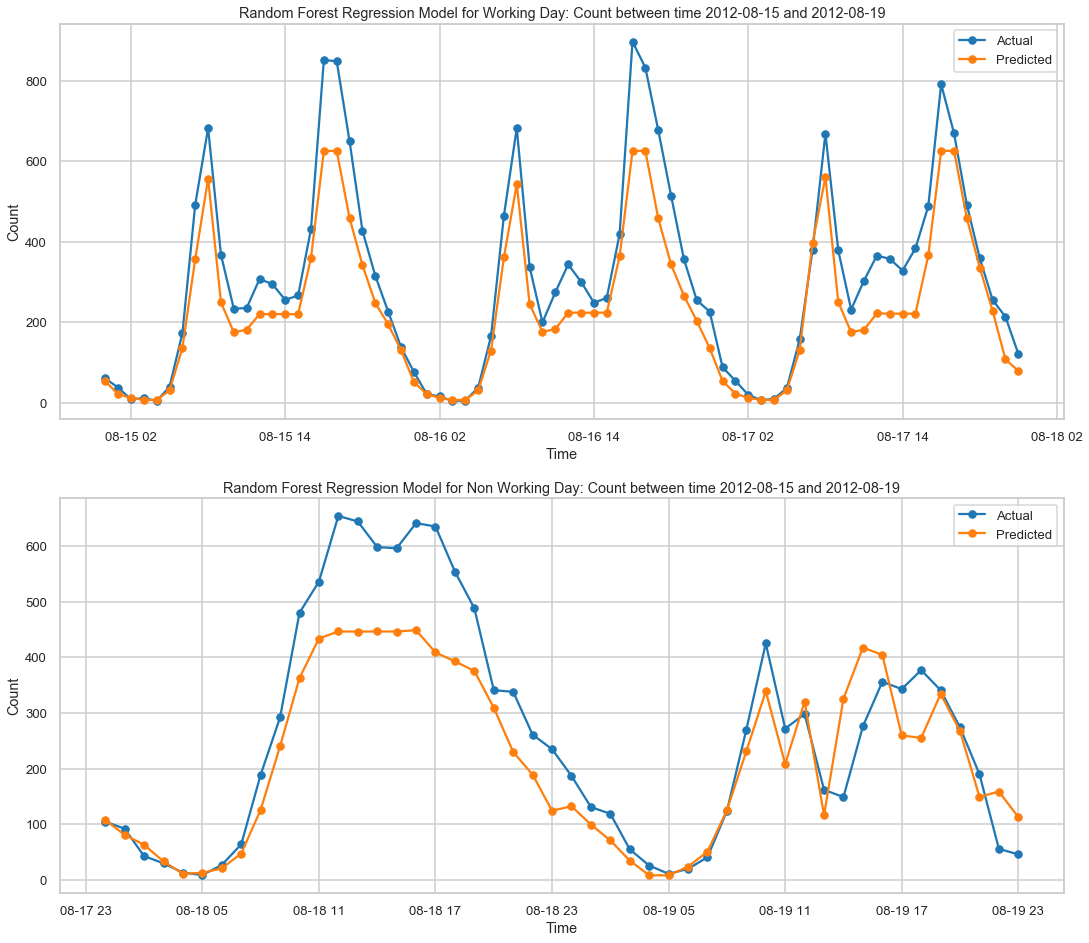 Random Forest Regression Model for Working Day: Count between time 2012-08-15 and 2012-08-19
Actual
Predicted
800
600
400
200
0
Count
08-15 02 08-15 14 08-16 02 08-16 14 08-17 02 08-17 14 08-18 02
Time
Random Forest Regression Model for Non Working Day: Count between time 2012-08-15 and 2012-08-19
Actual
Predicted
600
500
400
300
200
100
0
Count
08-17 23 08-18 05 08-18 11 08-18 17 08-18 23 08-19 05 08-19 11 08-19 17 08-19 23
Time